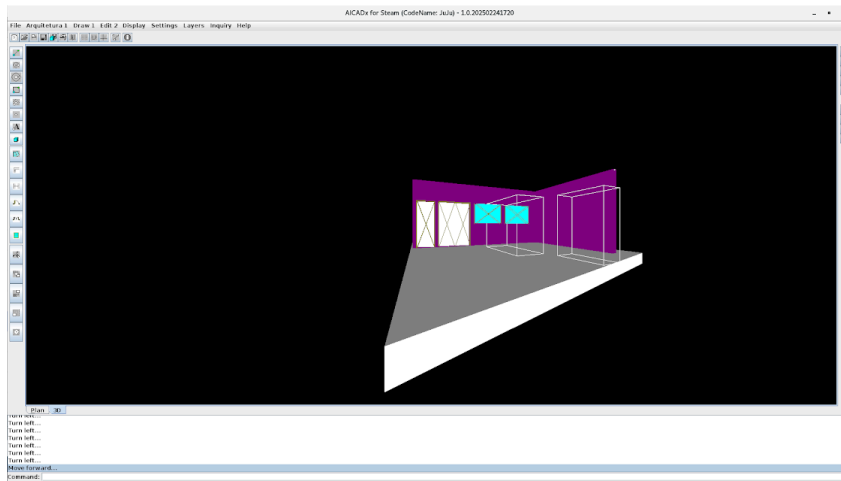 AICADx for Steam (CodeName: JuJu) - 1.0.202502241720
File Arquitetura 1 Draw 1 Edit 2 Display Settings Layers Inquiry Help
Plan 3D
Turn left...
Turn left...
Turn left...
Turn left...
Turn left...
Turn left...
Turn left...
Move forward...
Command: